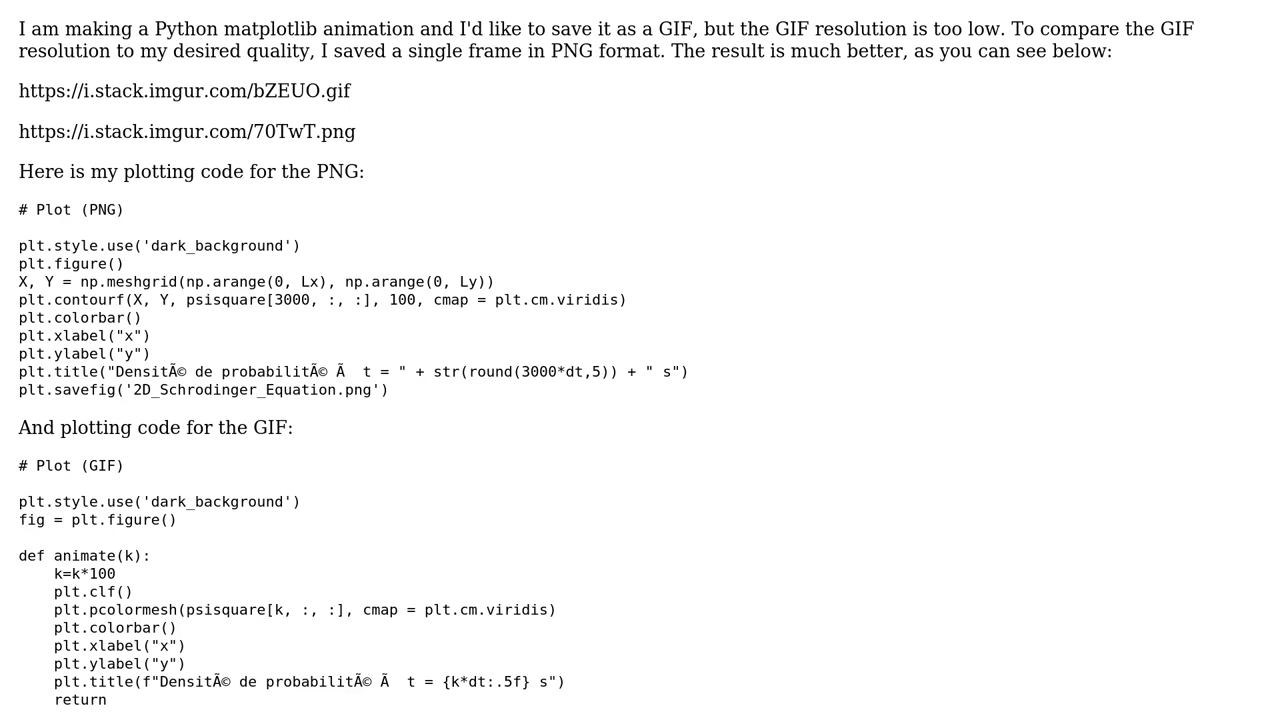 I am making a Python matplotlib animation and I'd like to save it as a GIF, but the GIF resolution is too low. To compare the GIF
resolution to my desired quality, I saved a single frame in PNG format. The result is much better, as you can see below:
https://i.stack.imgur.com/bZEUO.gif
https://i.stack.imgur.com/70TwT.png
Here is my plotting code for the PNG:
# Plot (PNG)
plt.style.use('dark_background')
plt.figure()
X, Y = np.meshgrid(np.arange(0, Lx), np.arange(0, Ly))
plt.contourf(X, Y, psisquare[3000, :, :], 100, cmap = plt.cm.viridis)
plt.colorbar()
plt.xlabel("x")
plt.ylabel("y")
plt.title("DensitÃ© de probabilitÃ© Ã  t = " + str(round(3000*dt,5)) + " s")
plt.savefig('2D_Schrodinger_Equation.png')
And plotting code for the GIF:
# Plot (GIF)
plt.style.use('dark_background')
fig = plt.figure()
def animate(k):
    k=k*100
    plt.clf()
    plt.pcolormesh(psisquare[k, :, :], cmap = plt.cm.viridis)
    plt.colorbar()
    plt.xlabel("x")
    plt.ylabel("y")
    plt.title(f"DensitÃ© de probabilitÃ© Ã  t = {k*dt:.5f} s")
    return